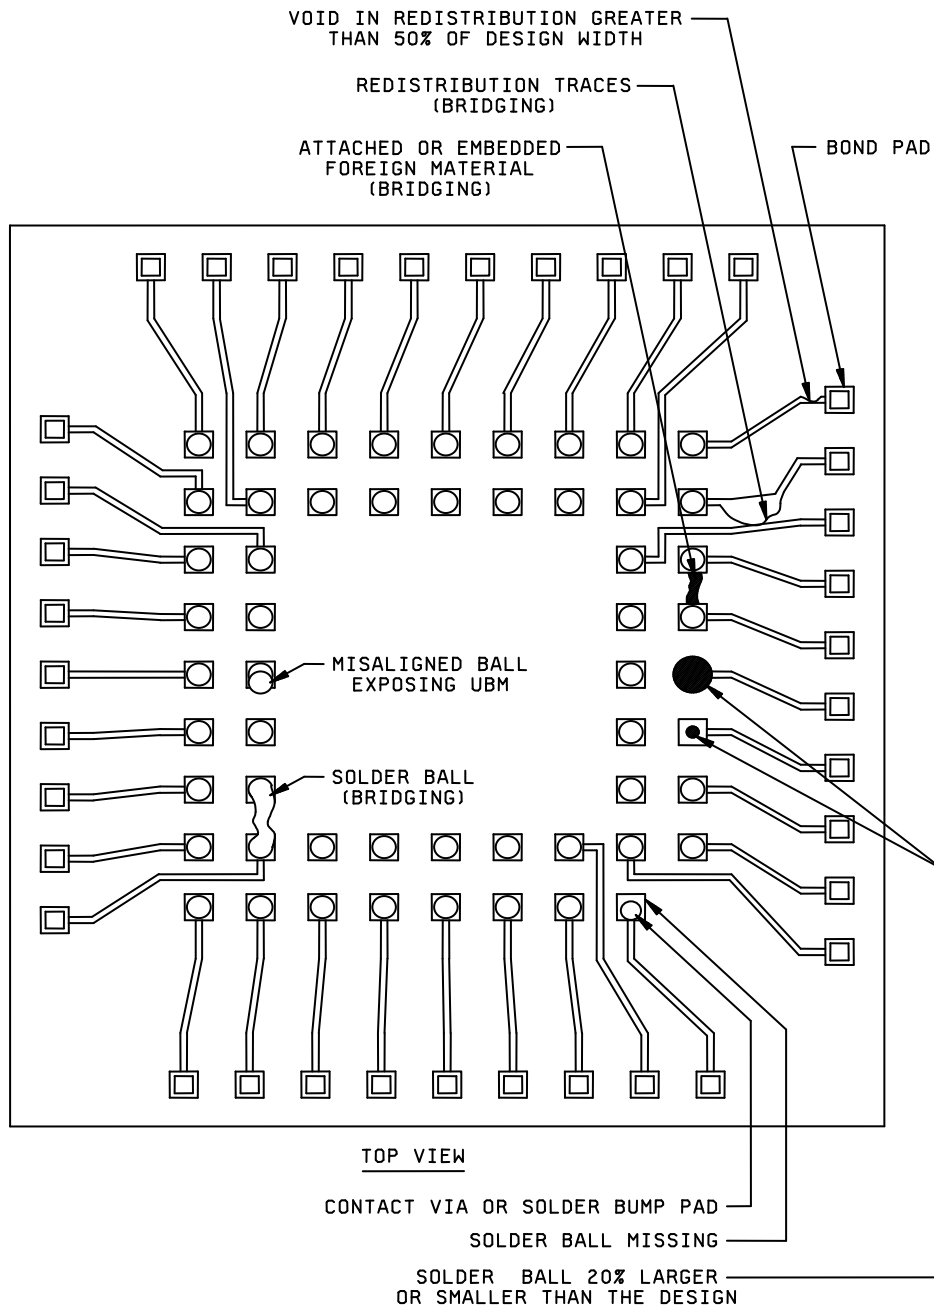 VOID IN REDISTRIBUTION GREATER
THAN 50% OF DESIGN WIDTH
REDISTRIBUTION TRACES
(BRIDGING)
ATTACHED OR EMBEDDED
FOREIGN MATERIAL
(BRIDGING)
BOND PAD
MISALIGNED BALL
EXPOSING UBM
SOLDER BALL
(BRIDGING)
TOP VIEW
CONTACT VIA OR SOLDER BUMP PAD
SOLDER BALL MISSING
SOLDER BALL 20% LARGER
OR SMALLER THAN THE DESIGN